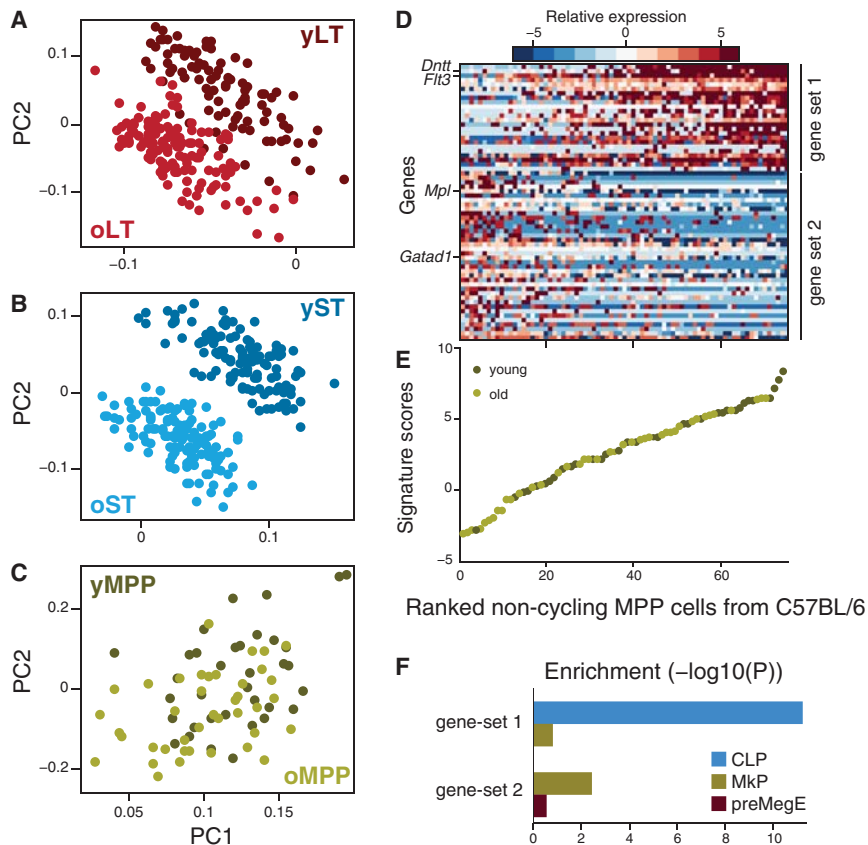 A
yLT
PC2
0.1
0
−0.1
oLT
−0.1
0
B
yST
PC2
0.1
0
−0.1
oST
0
0.1
C
yMPP
PC2
0.2
0
−0.2
oMPP
0.05
0.1
0.15
PC1
D
Relative expression
−5
0
5
Dntt
Flt3
Mpl
Gatad1
Genes
gene set 1
gene set 2
E
young
old
Signature scores
10
5
0
−5
0
20
40
60
Ranked non-cycling MPP cells from C57BL/6
F
Enrichment (−log10(P))
gene-set 1
gene-set 2
CLP
MkP
preMegE
0
2
4
6
8
10